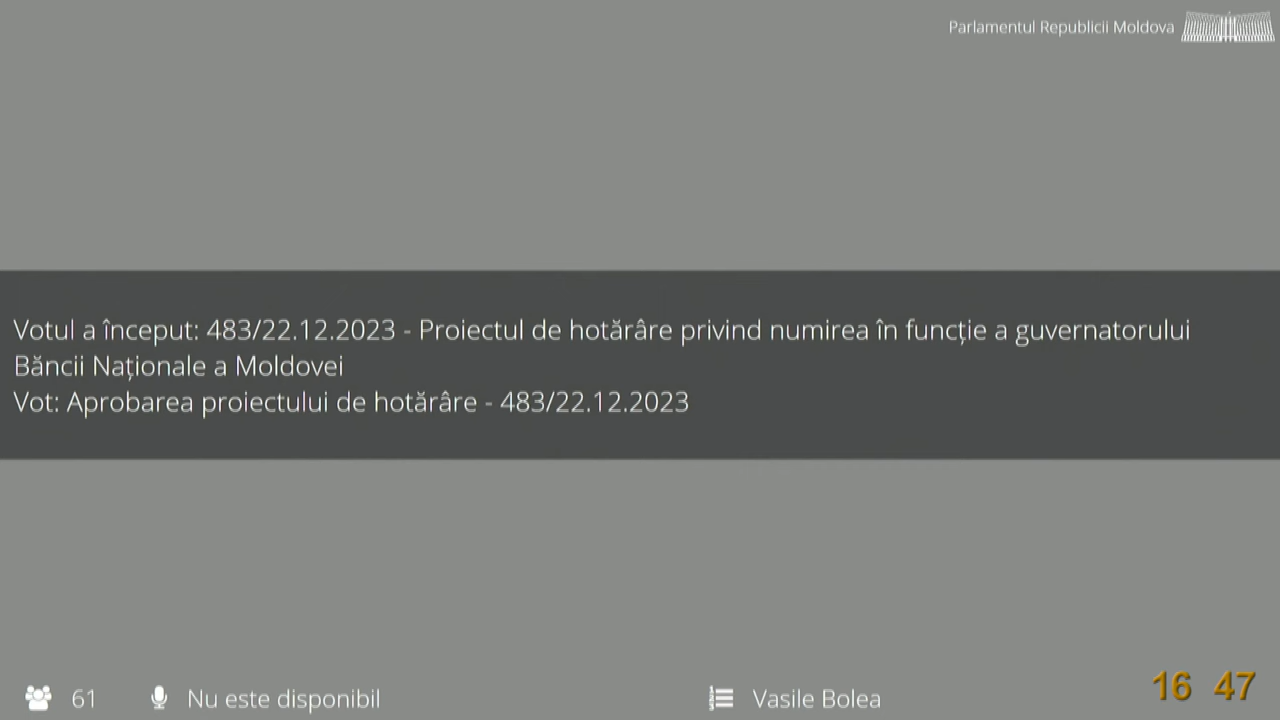 Parlamentul Republicii Moldova
Votul a început: 483/22.12.2023 - Proiectul de hotărâre privind numirea în funcție a guvernatorului
Băncii Naționale a Moldovei
Vot: Aprobarea proiectului de hotărâre - 483/22.12.2023
61 Nu este disponibil Vasile Bolea 16 47